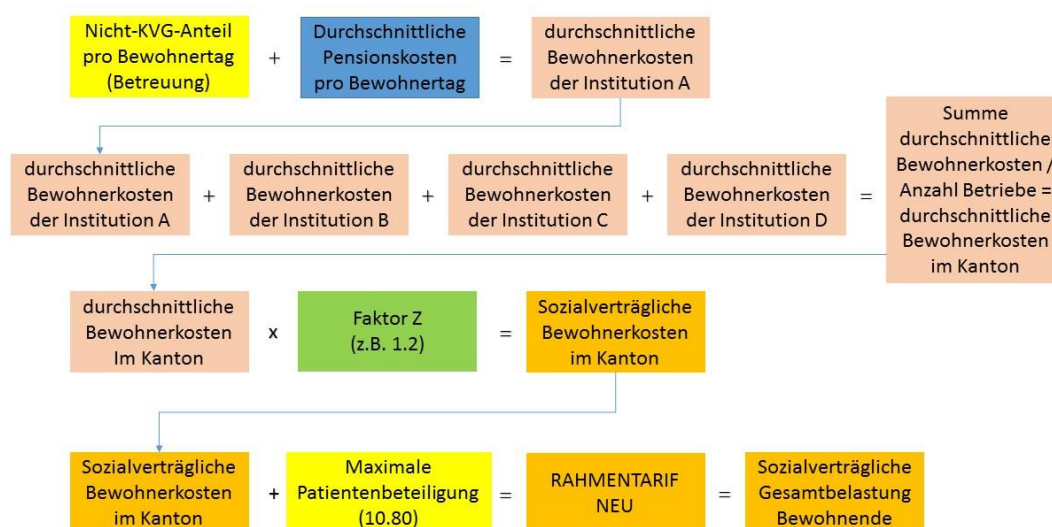 Nicht-KVG-Anteil
pro Bewohnertag
(Betreuung)
+
Durchschnittliche
Pensionskosten
pro Bewohnertag
=
durchschnittliche
Bewohnerkosten
der Institution A
durchschnittliche
Bewohnerkosten
der Institution A
+
durchschnittliche
Bewohnerkosten
der Institution B
+
durchschnittliche
Bewohnerkosten
der Institution C
+
durchschnittliche
Bewohnerkosten
der Institution D
=
Summe
durchschnittliche
Bewohnerkosten /
Anzahl Betriebe =
durchschnittliche
Bewohnerkosten
im Kanton
durchschnittliche
Bewohnerkosten
Im Kanton
x
Faktor Z
(z.B. 1.2)
=
Sozialverträgliche
Bewohnerkosten
im Kanton
Sozialverträgliche
Bewohnerkosten
im Kanton
+
Maximale
Patientenbeteiligung
(10.80)
=
RAHMENTARIF
NEU
=
Sozialverträgliche
Gesamtbelastung
Bewohnende